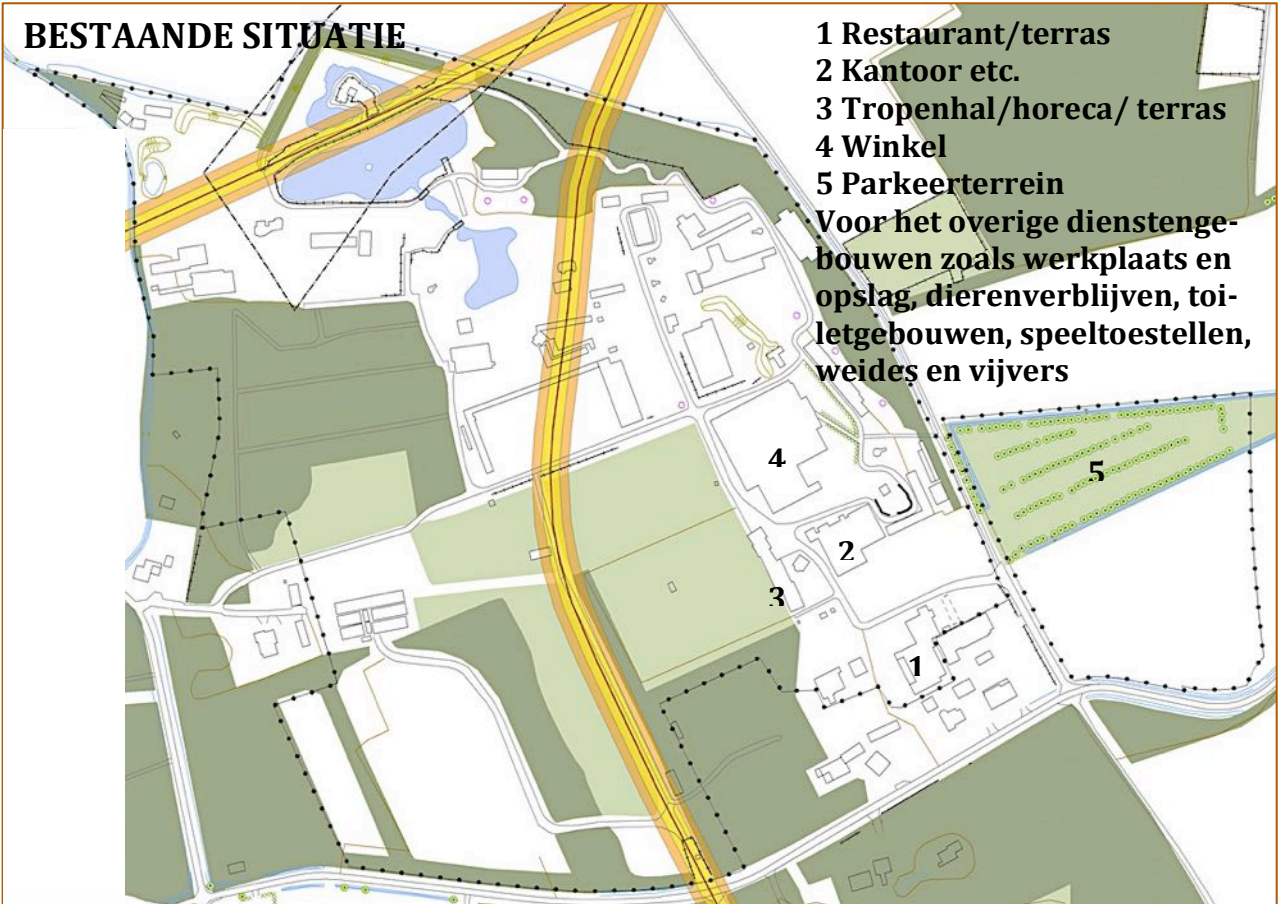 BESTAANDE SITUATIE
1 Restaurant/terras
2 Kantoor etc.
3 Tropenhal/horeca/ terras
4 Winkel
5 Parkeerterrein
Voor het overige dienstenge-
bouwen zoals werkplaats en
opslag, dierenverblijven, toi-
letgebouwen, speeltoestellen,
weides en vijvers
4
5
2
3
1